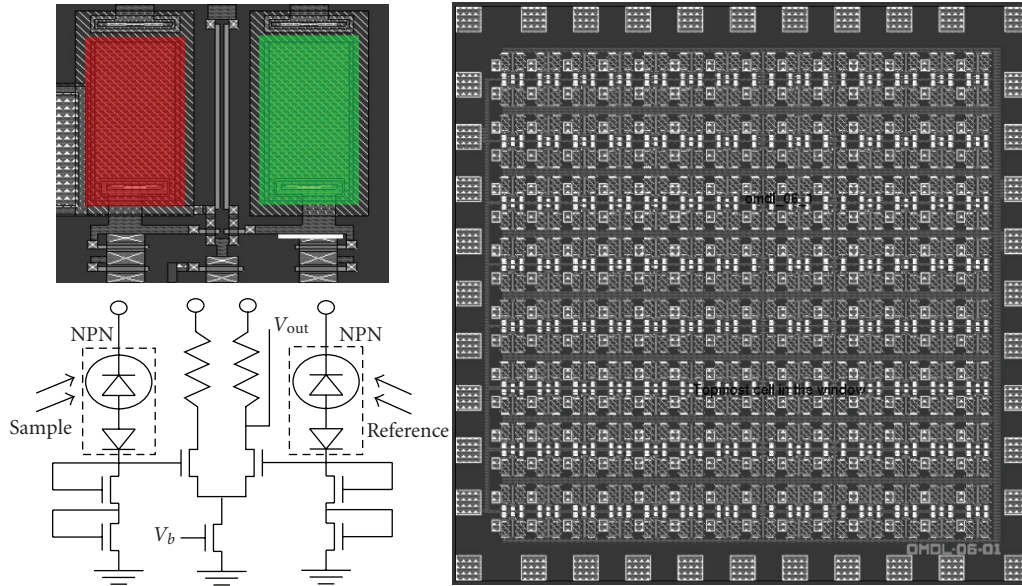 NPN
V_out
NPN
Sample
Reference
V_b
omdl_06_1
Topmost cell in the window
OMDL-06-01